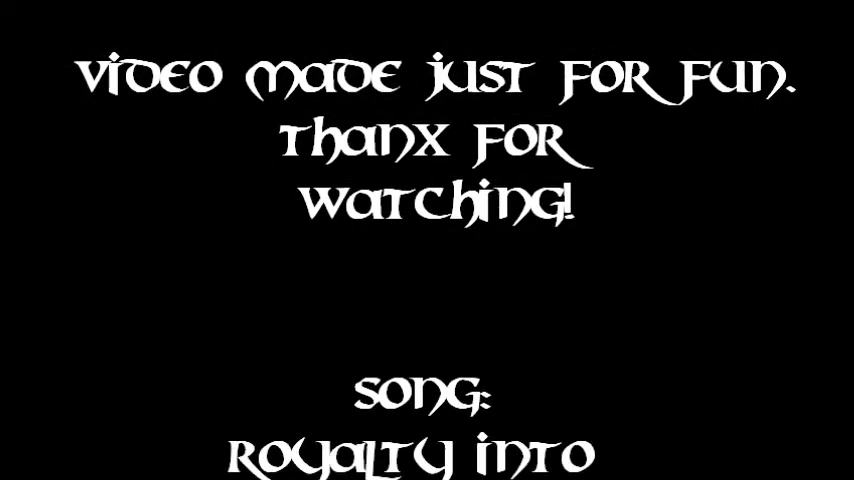 Video made just for fun.
Thanx for
watching!
Song:
Royalty into